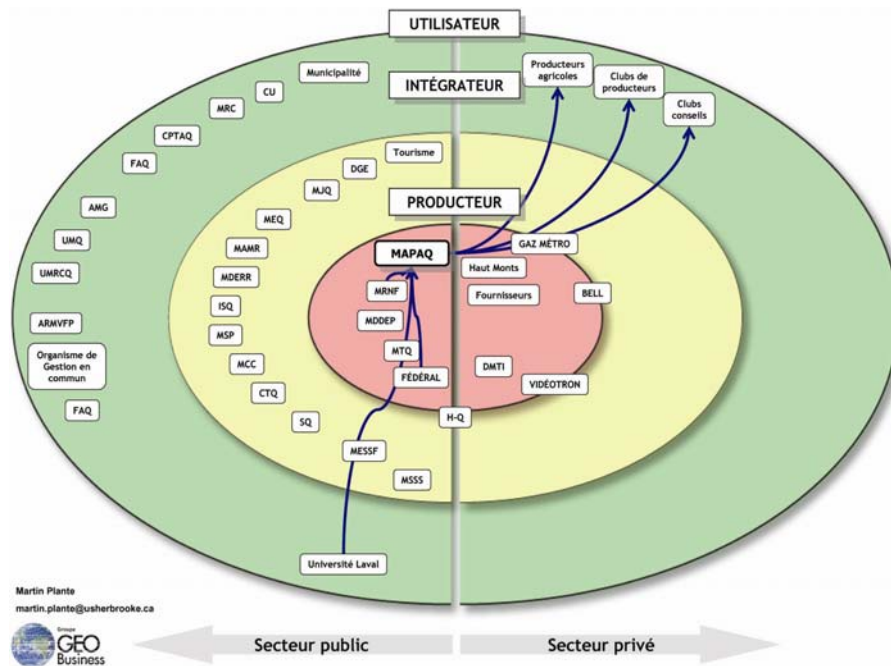 UTILISATEUR
INTÉGRATEUR
PRODUCTEUR
Municipalité
CU
MRC
CPTAQ
FAQ
AMG
UMQ
UMRCQ
ARMVFP
Organisme de
Gestion en
commun
FAQ
Université Laval
Tourisme
DGE
MJQ
MEQ
MAMR
MDERR
ISQ
MSP
MCC
CTQ
SQ
MESSF
MSSS
MAPAQ
MRNF
MDDEP
MTQ
FÉDÉRAL
H-Q
GAZ MÉTRO
Haut Monts
Fournisseurs
BELL
DMTI
VIDÉOTRON
Producteurs
agricoles
Clubs de
producteurs
Clubs
conseils
Martin Plante
martin.plante@usherbrooke.ca
Groupe
GEO
Business
Secteur public
Secteur privé